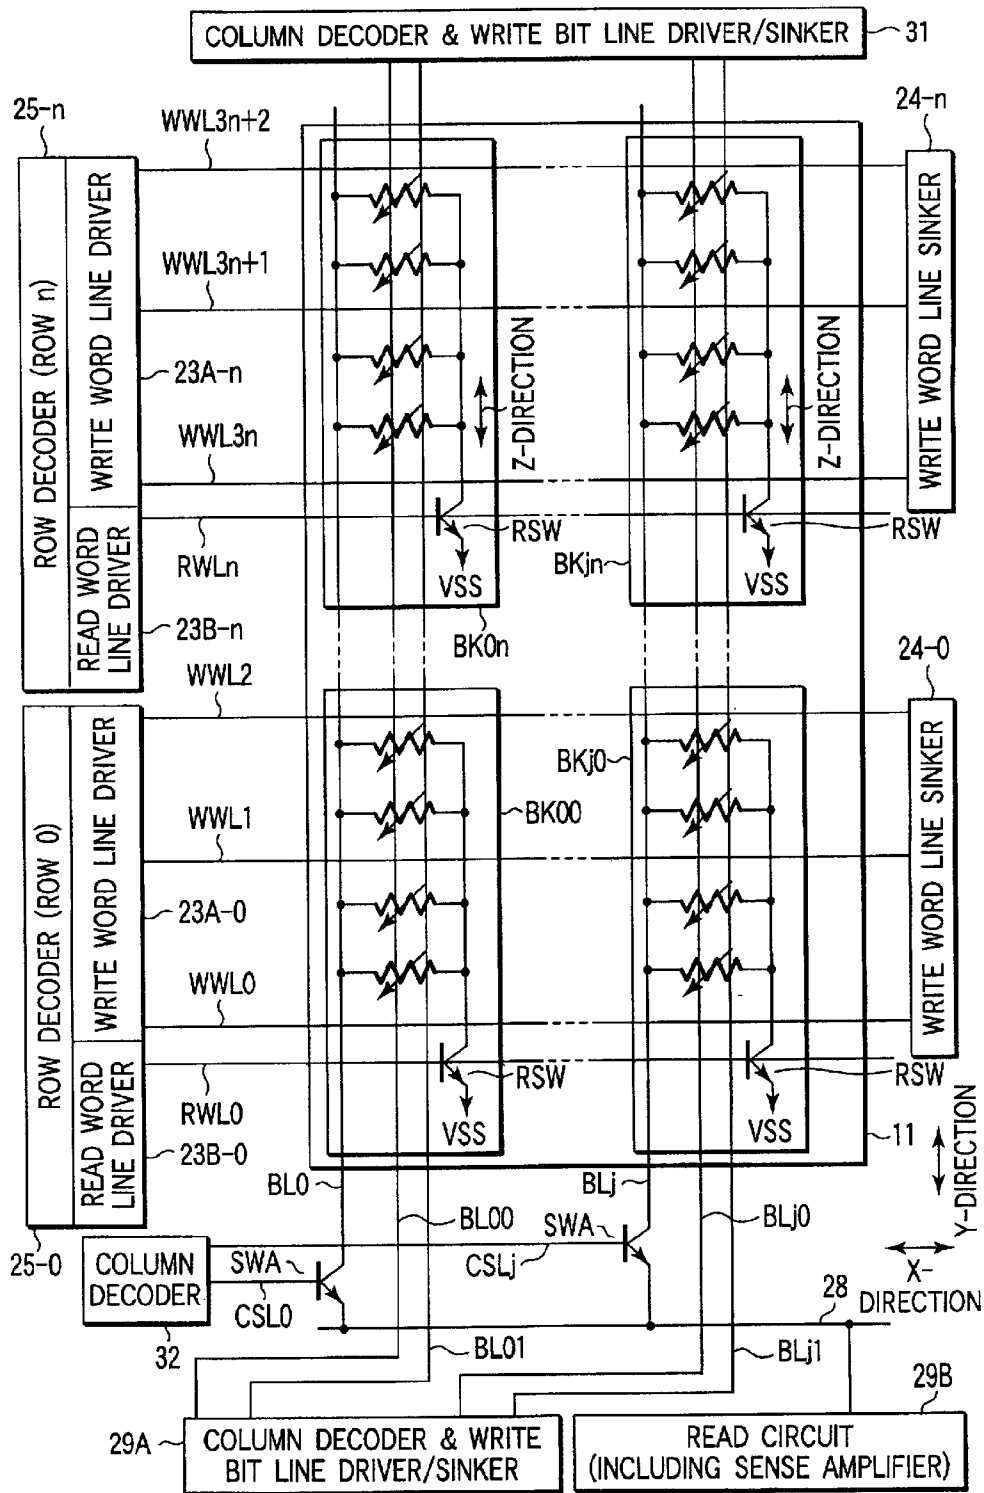 COLUMN DECODER & WRITE BIT LINE DRIVER/SINKER
31
25-n
WWL3n+2
24-n
ROW DECODER (ROW n)
WRITE WORD LINE DRIVER
READ WORD
LINE DRIVER
WWL3n+1
23A-n
WWL3n
RWLn
23B-n
Z-DIRECTION
Z-DIRECTION
WRITE WORD LINE SINKER
RSW
RSW
VSS
VSS
BKjn
BK0n
WWL2
24-0
ROW DECODER (ROW 0)
WRITE WORD LINE DRIVER
READ WORD
LINE DRIVER
BKj0
BK00
WWL1
23A-0
WWL0
RWL0
23B-0
WRITE WORD LINE SINKER
RSW
RSW
VSS
VSS
11
Y-DIRECTION
X-
DIRECTION
BL0
BLj
BL00
BLj0
25-0
COLUMN
DECODER
32
SWA
SWA
CSLj
CSL0
28
BL01
BLj1
29B
29A
COLUMN DECODER & WRITE
BIT LINE DRIVER/SINKER
READ CIRCUIT
(INCLUDING SENSE AMPLIFIER)